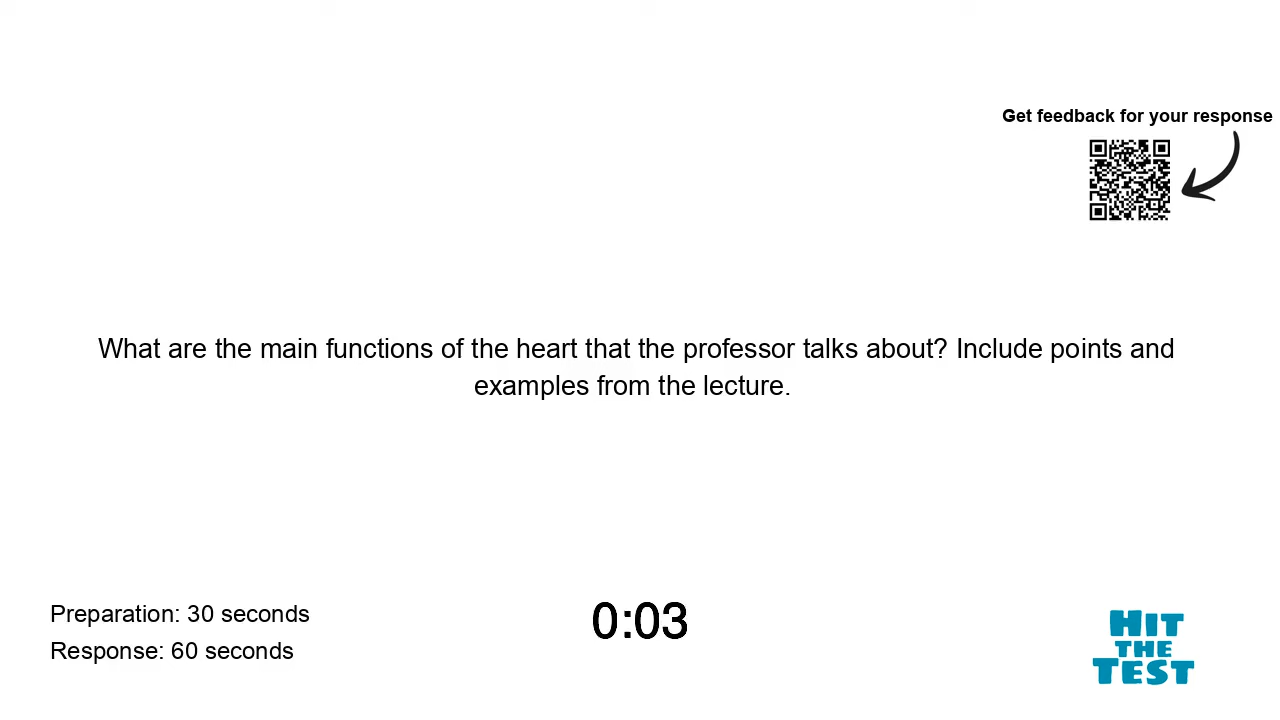 Get feedback for your response
What are the main functions of the heart that the professor talks about? Include points and
examples from the lecture.
Preparation: 30 seconds
Response: 60 seconds
0:03
HIT
THE
TEST